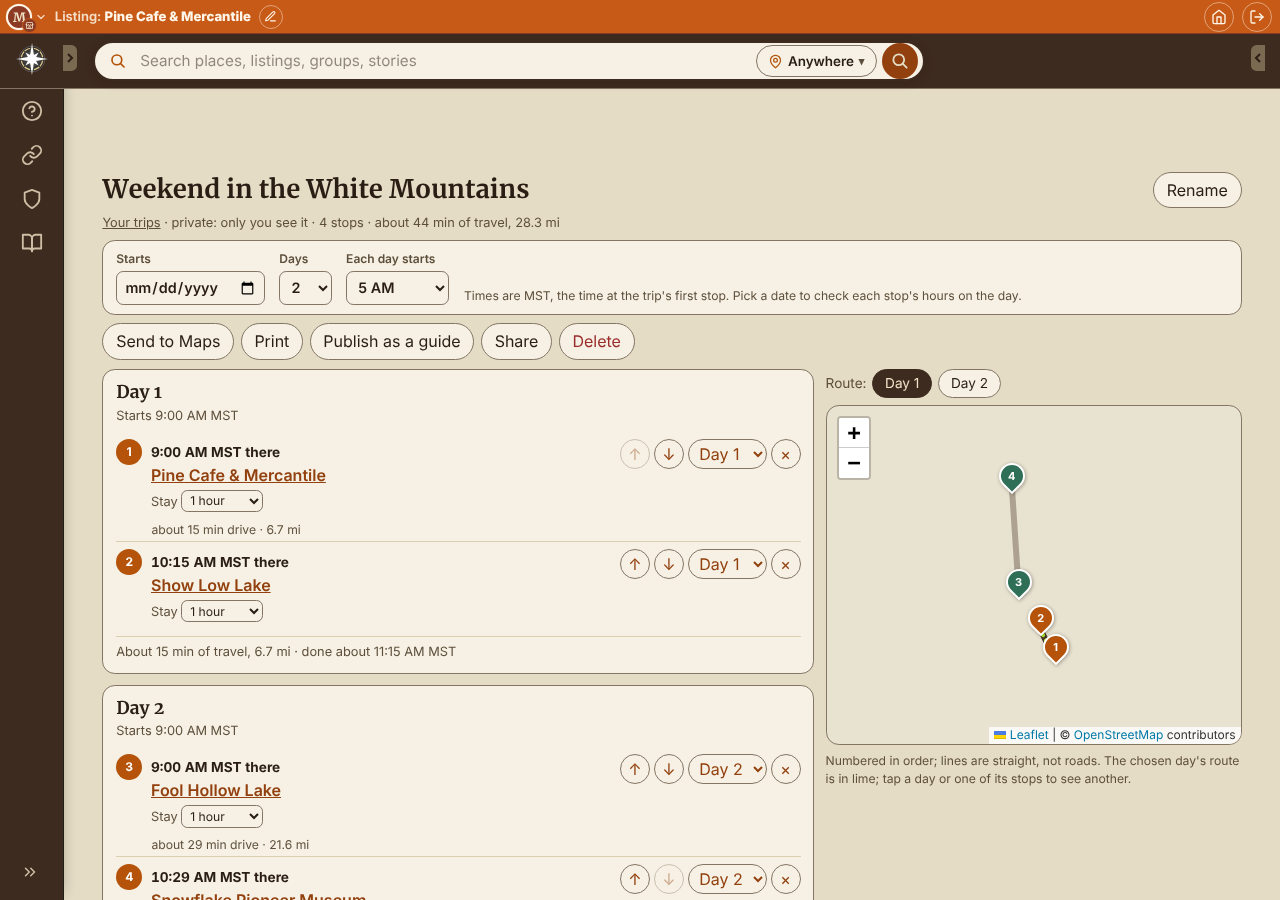 M
Listing: Pine Cafe & Mercantile
Search places, listings, groups, stories
Anywhere ▾
Weekend in the White Mountains
Rename
Your trips · private: only you see it · 4 stops · about 44 min of travel, 28.3 mi
Starts
Days
Each day starts
mm/dd/yyyy
2
5 AM
Times are MST, the time at the trip's first stop. Pick a date to check each stop's hours on the day.
Send to Maps
Print
Publish as a guide
Share
Delete
Day 1
Starts 9:00 AM MST
1
9:00 AM MST there
↑
↓
Day 1
×
Pine Cafe & Mercantile
Stay 1 hour
about 15 min drive · 6.7 mi
2
10:15 AM MST there
↑
↓
Day 1
×
Show Low Lake
Stay 1 hour
About 15 min of travel, 6.7 mi · done about 11:15 AM MST
Day 2
Starts 9:00 AM MST
3
9:00 AM MST there
↑
↓
Day 2
×
Fool Hollow Lake
Stay 1 hour
about 29 min drive · 21.6 mi
4
10:29 AM MST there
↑
↓
Day 2
×
Snowflake Pioneer Museum
Route:
Day 1
Day 2
+
−
4
3
2
1
Leaflet | © OpenStreetMap contributors
Numbered in order; lines are straight, not roads. The chosen day's route
is in lime; tap a day or one of its stops to see another.